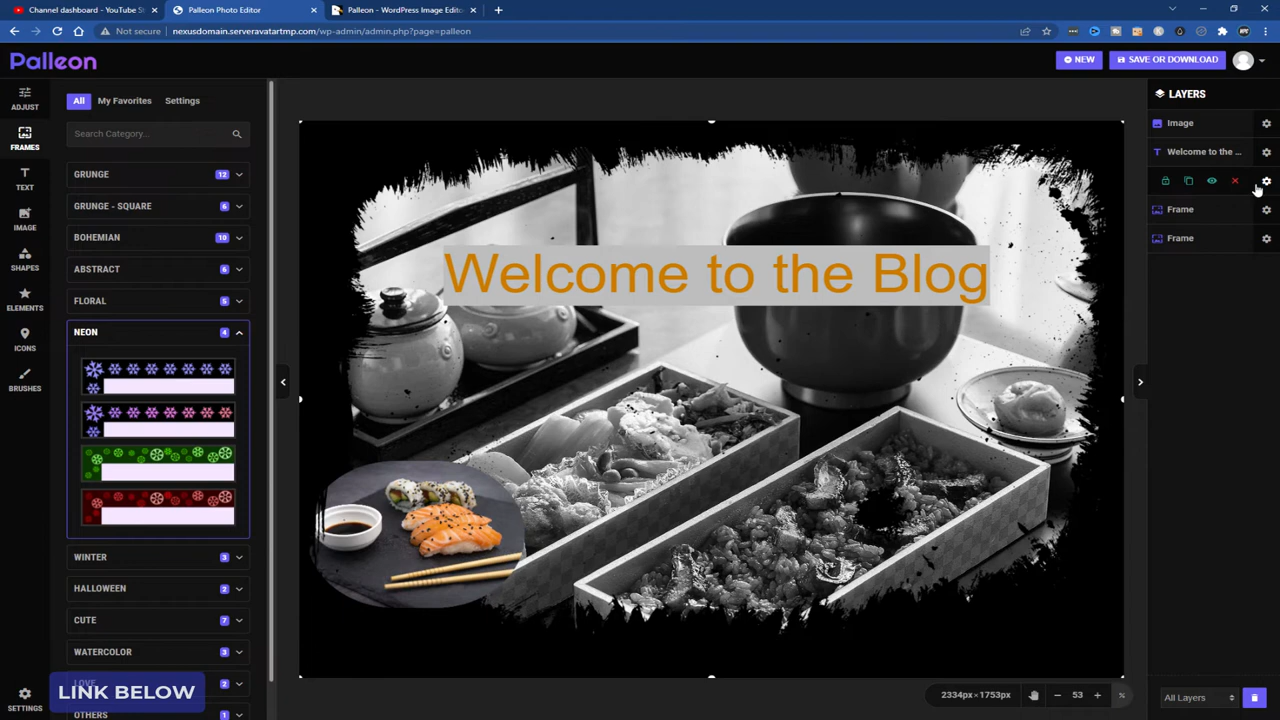 Channel dashboard - YouTube St
Palleon Photo Editor
Palleon - WordPress Image Edito
Not secure
nexusdomain.serveravatartmp.com/wp-admin/admin.php?page=palleon
Palleon
NEW
SAVE OR DOWNLOAD
ADJUST
FRAMES
TEXT
IMAGE
SHAPES
ELEMENTS
ICONS
BRUSHES
SETTINGS
All
My Favorites
Settings
Search Category...
GRUNGE 12
GRUNGE - SQUARE 6
BOHEMIAN 10
ABSTRACT 6
FLORAL 5
NEON 4
WINTER 3
HALLOWEEN 2
CUTE 7
WATERCOLOR 3
LOVE 2
OTHERS 1
LINK BELOW
Welcome to the Blog
LAYERS
Image
T Welcome to the ...
Frame
Frame
2334px×1753px
53
%
All Layers